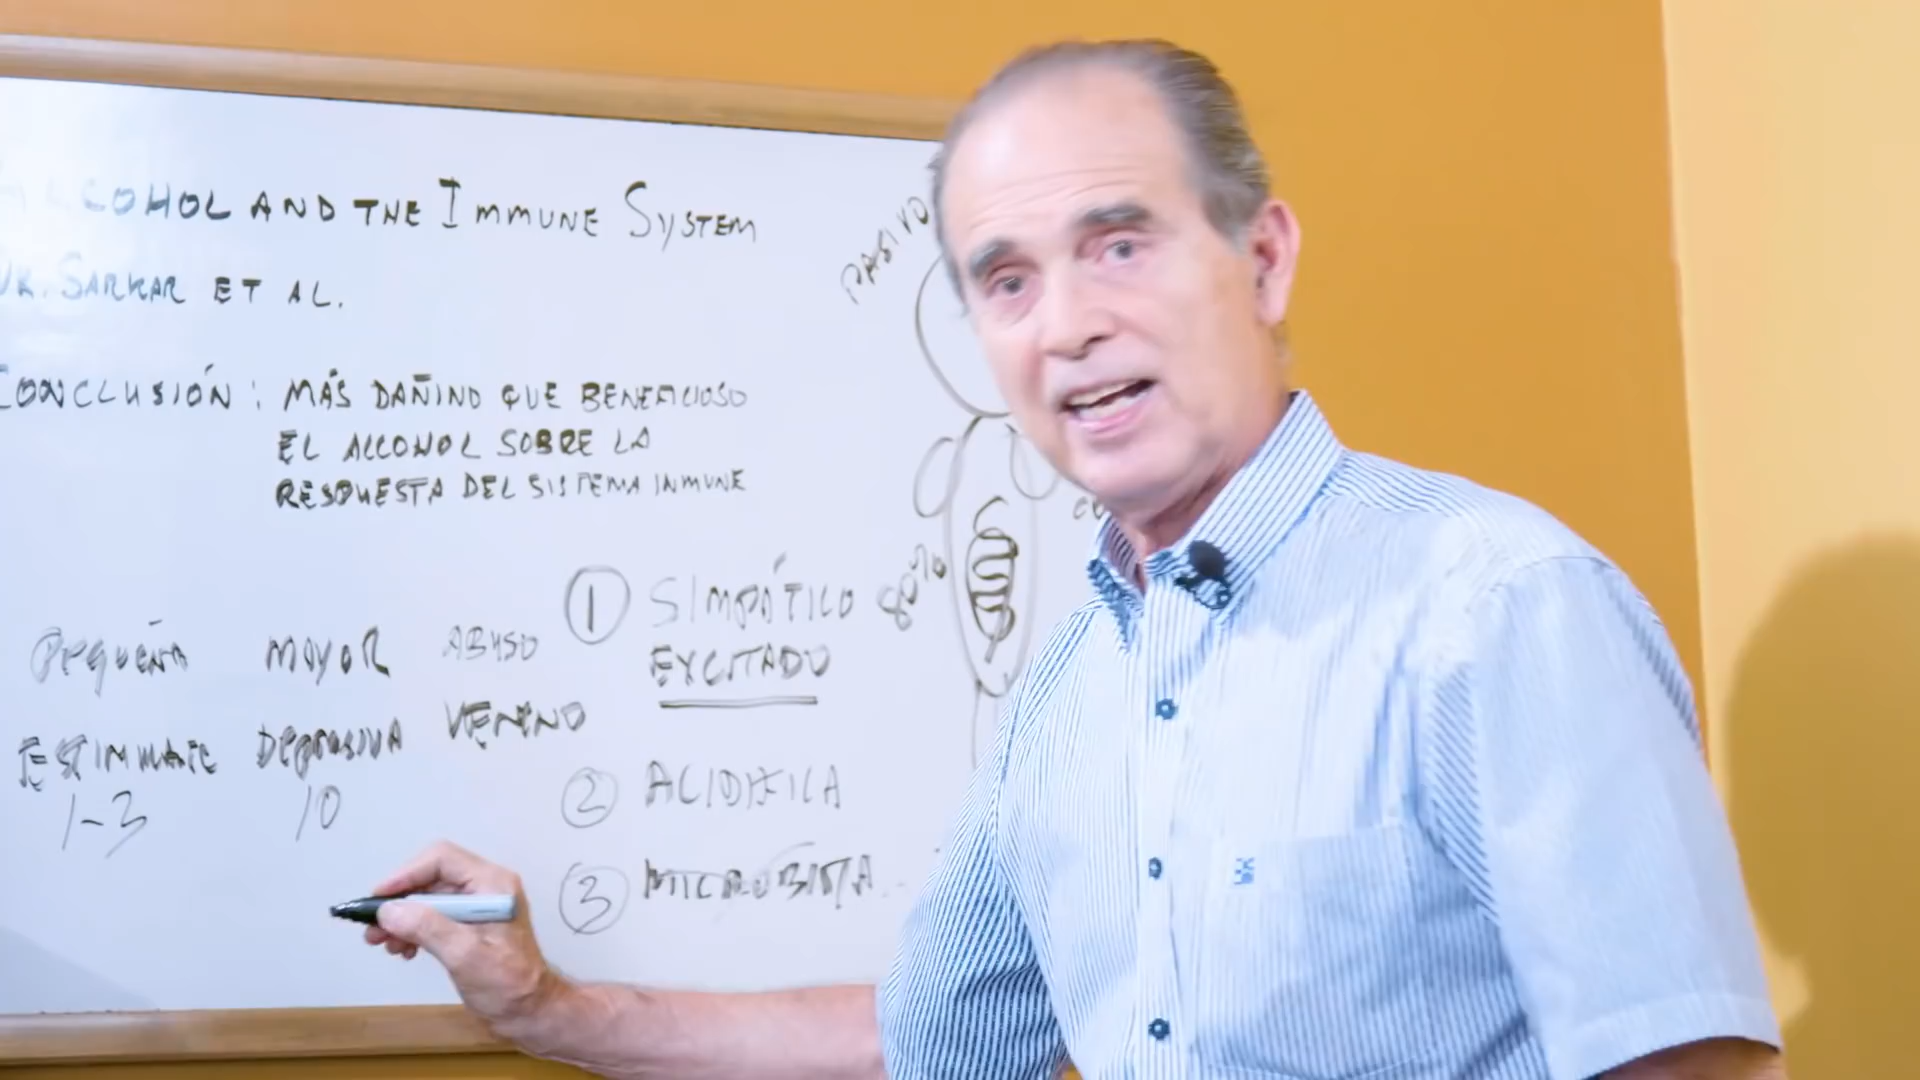 ALCOHOL AND THE IMMUNE SYSTEM
DR. SARKAR ET AL.
CONCLUSIÓN: MÁS DAÑINO QUE BENEFICIOSO
EL ALCOHOL SOBRE LA
RESPUESTA DEL SISTEMA INMUNE
PASIVO
80%
PEQUEÑA MAYOR ABUSO
ESTIMULANTE DEPRESIVA VENENO
1-3 10
1 SIMPÁTICO
EXCITADO
2 ACIDIFICA
3 MICROBIOTA